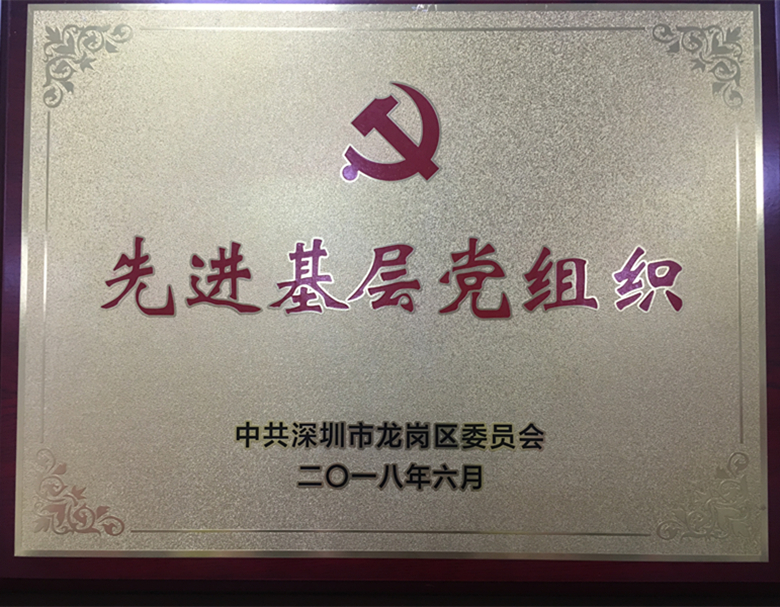 先进基层党组织
中共深圳市龙岗区委员会
二〇一八年六月